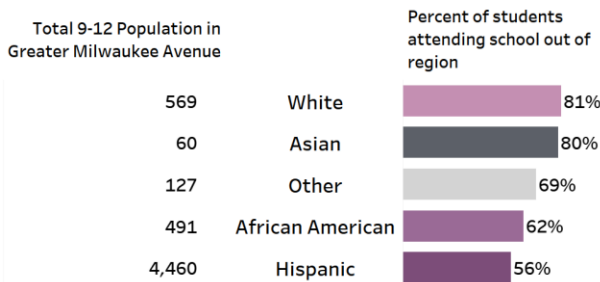 Total 9-12 Population in
Greater Milwaukee Avenue
Percent of students
attending school out of
region
569 White 81%
60 Asian 80%
127 Other 69%
491 African American 62%
4,460 Hispanic 56%